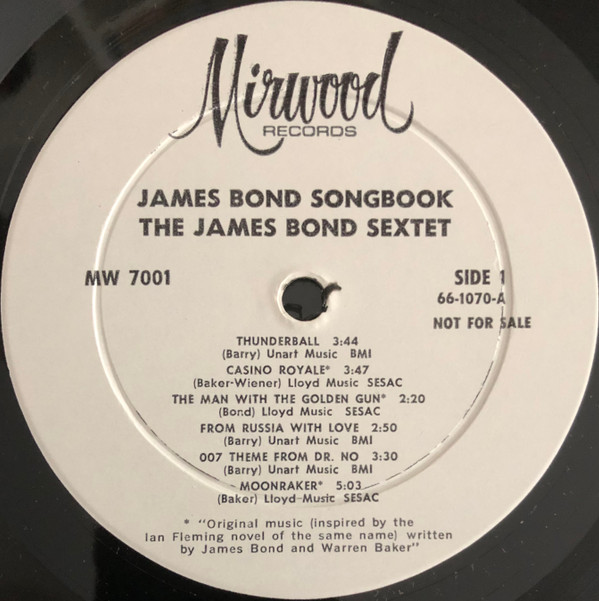 Mirwood
RECORDS
JAMES BOND SONGBOOK
THE JAMES BOND SEXTET
MW 7001
SIDE 1
66-1070-A
NOT FOR SALE
THUNDERBALL 3:44
(Barry) Unart Music BMI
CASINO ROYALE* 3:47
(Baker-Wiener) Lloyd Music SESAC
THE MAN WITH THE GOLDEN GUN* 2:20
(Bond) Lloyd Music SESAC
FROM RUSSIA WITH LOVE 2:50
(Barry) Unart Music BMI
007 THEME FROM DR. NO 3:30
(Barry) Unart Music BMI
MOONRAKER* 5:03
(Baker) Lloyd Music SESAC
* "Original music (inspired by the
Ian Fleming novel of the same name) written
by James Bond and Warren Baker"